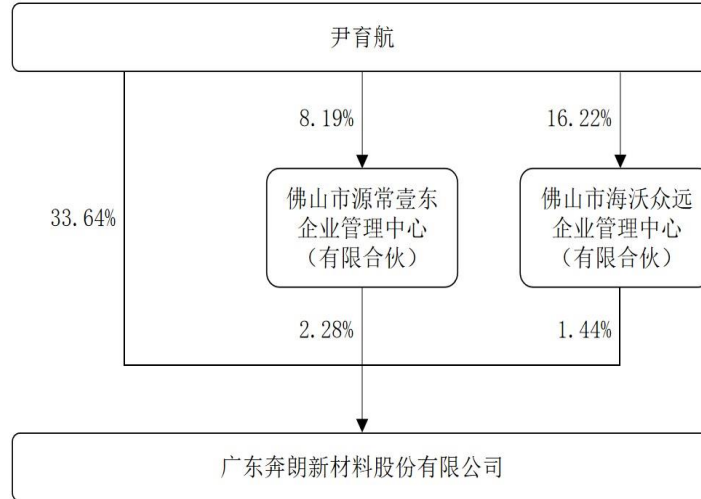 尹育航
8.19%
16.22%
33.64%
佛山市源常壹东
企业管理中心
（有限合伙）
佛山市海沃众远
企业管理中心
（有限合伙）
2.28%
1.44%
广东奔朗新材料股份有限公司